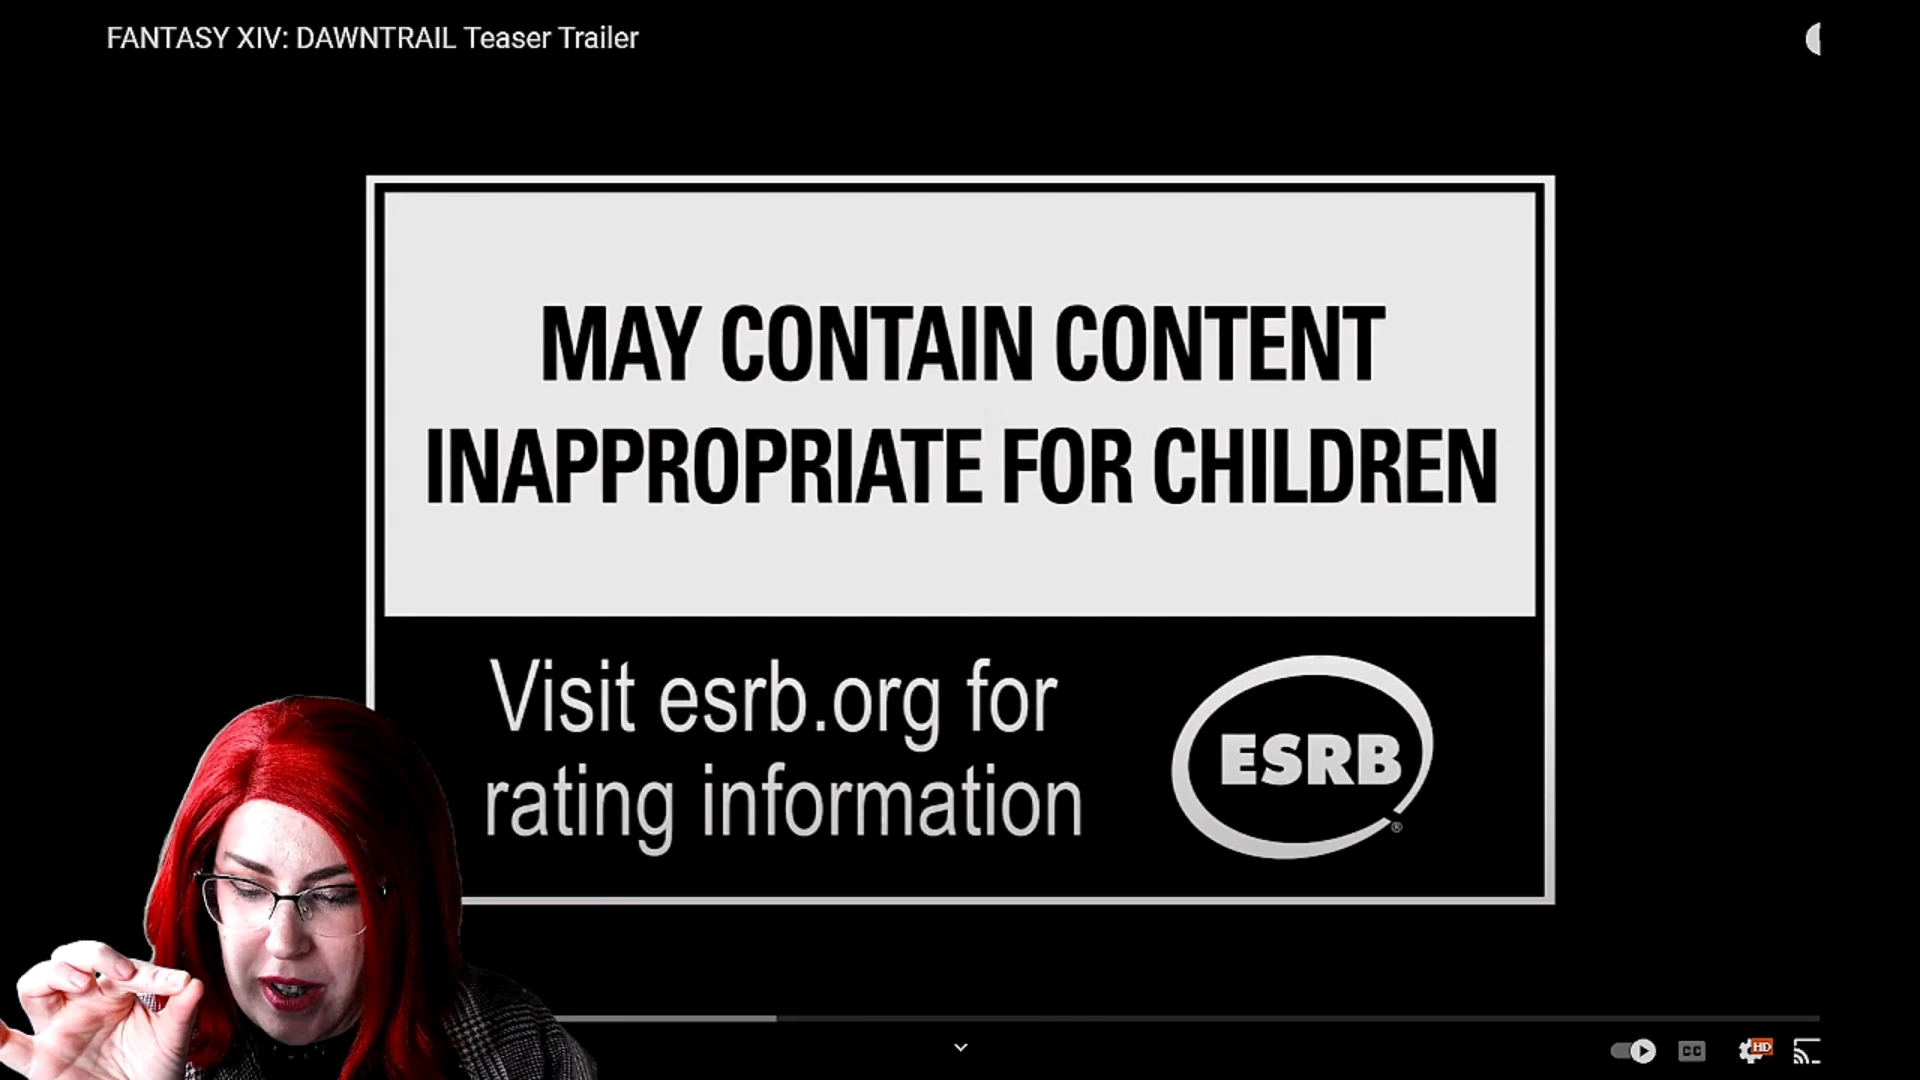 FANTASY XIV: DAWNTRAIL Teaser Trailer
MAY CONTAIN CONTENT
INAPPROPRIATE FOR CHILDREN
Visit esrb.org for
rating information
ESRB
®
CC
HD